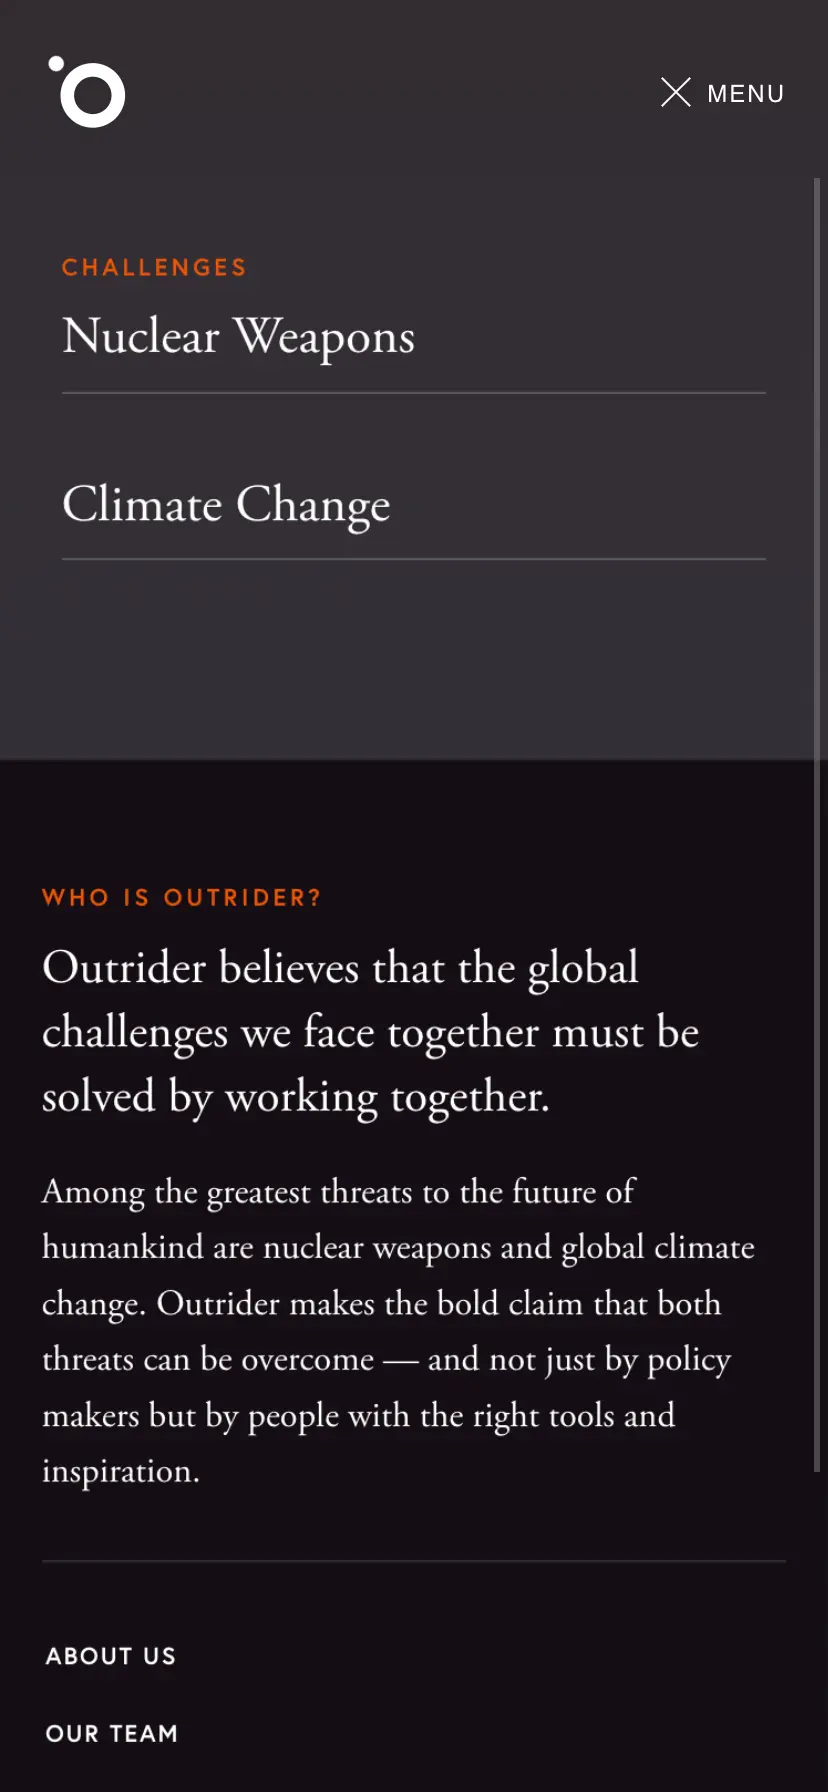 MENU
CHALLENGES
Nuclear Weapons
Climate Change
WHO IS OUTRIDER?
Outrider believes that the global
challenges we face together must be
solved by working together.
Among the greatest threats to the future of
humankind are nuclear weapons and global climate
change. Outrider makes the bold claim that both
threats can be overcome — and not just by policy
makers but by people with the right tools and
inspiration.
ABOUT US
OUR TEAM